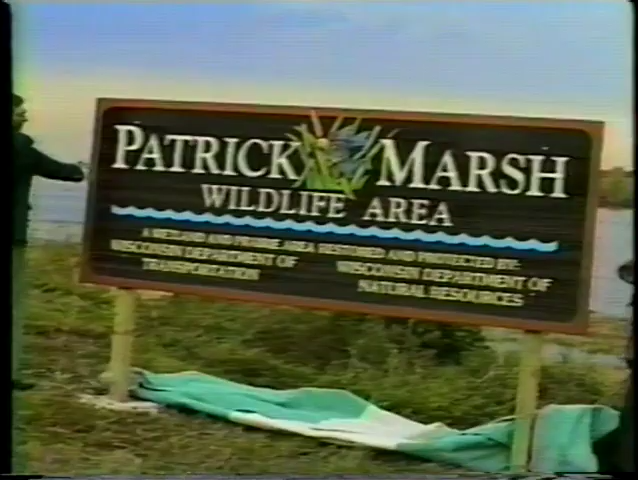 PATRICK MARSH
WILDLIFE AREA
A WETLAND AND PRAIRIE AREA RESTORED AND PROTECTED BY:
WISCONSIN DEPARTMENT OF
TRANSPORTATION
WISCONSIN DEPARTMENT OF
NATURAL RESOURCES